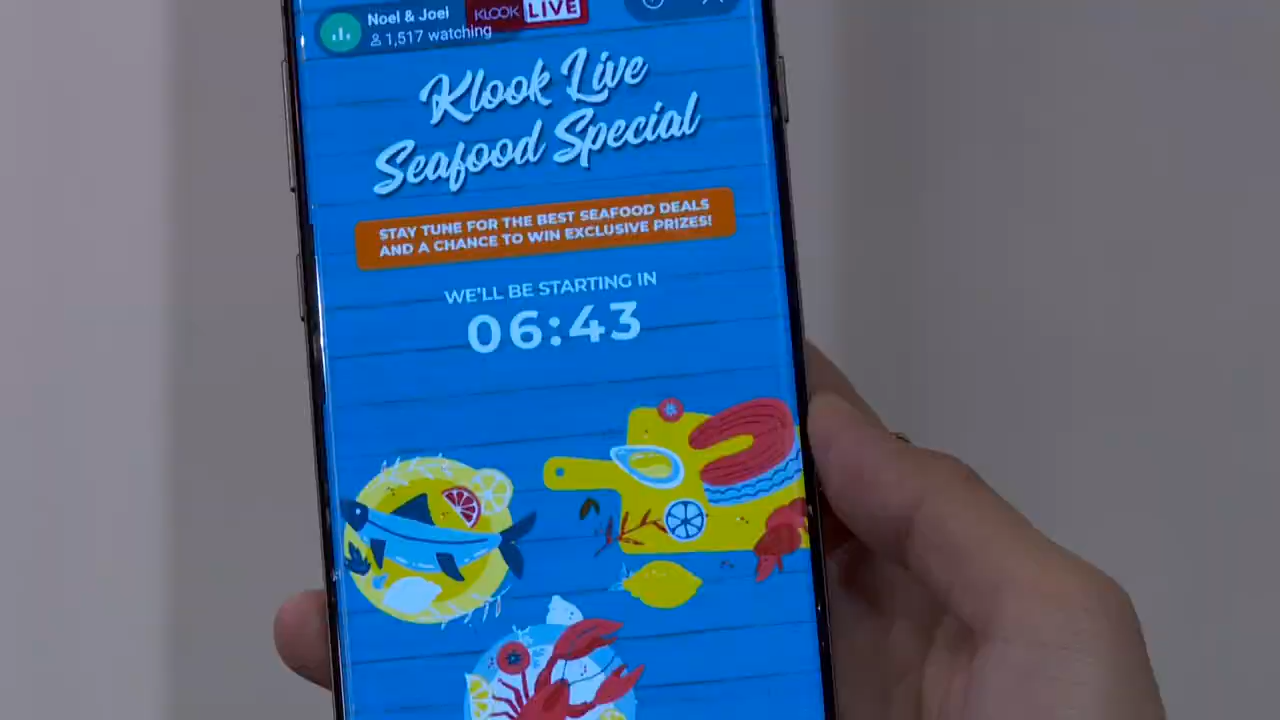 Noel & Joel
KLOOK LIVE
1,517 watching
Klook Live
Seafood Special
STAY TUNE FOR THE BEST SEAFOOD DEALS
AND A CHANCE TO WIN EXCLUSIVE PRIZES!
WE'LL BE STARTING IN
06:43